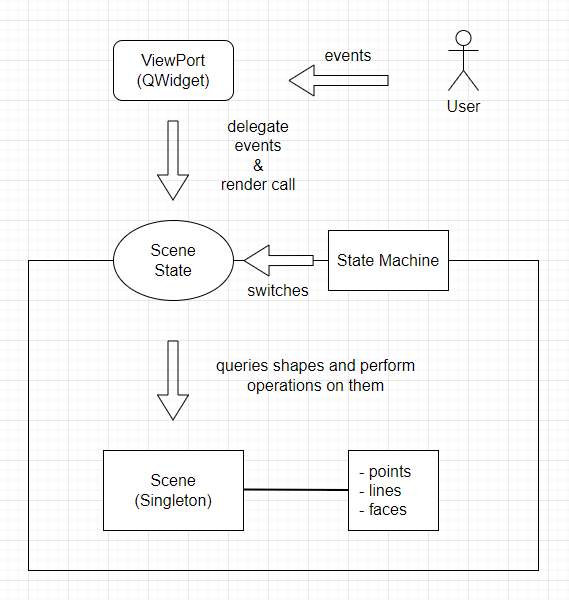 ViewPort
(QWidget)
events
User
delegate
events
&
render call
Scene
State
State Machine
switches
queries shapes and perform
operations on them
Scene
(Singleton)
- points
- lines
- faces